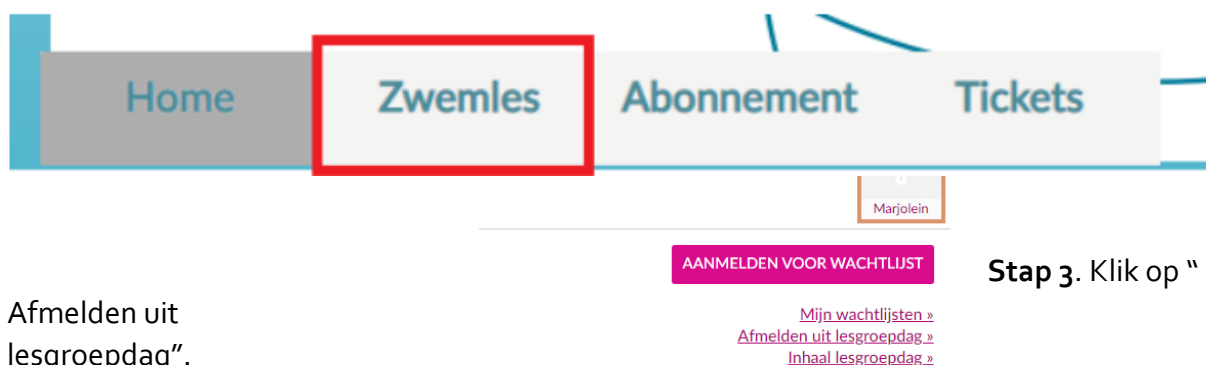 Home Zwemles Abonnement Tickets
Marjolein
AANMELDEN VOOR WACHTLIJST
Mijn wachtlijsten »
Afmelden uit lesgroepdag »
Inhaal lesgroepdag »
Stap 3. Klik op “
Afmelden uit
lesgroepdag”.